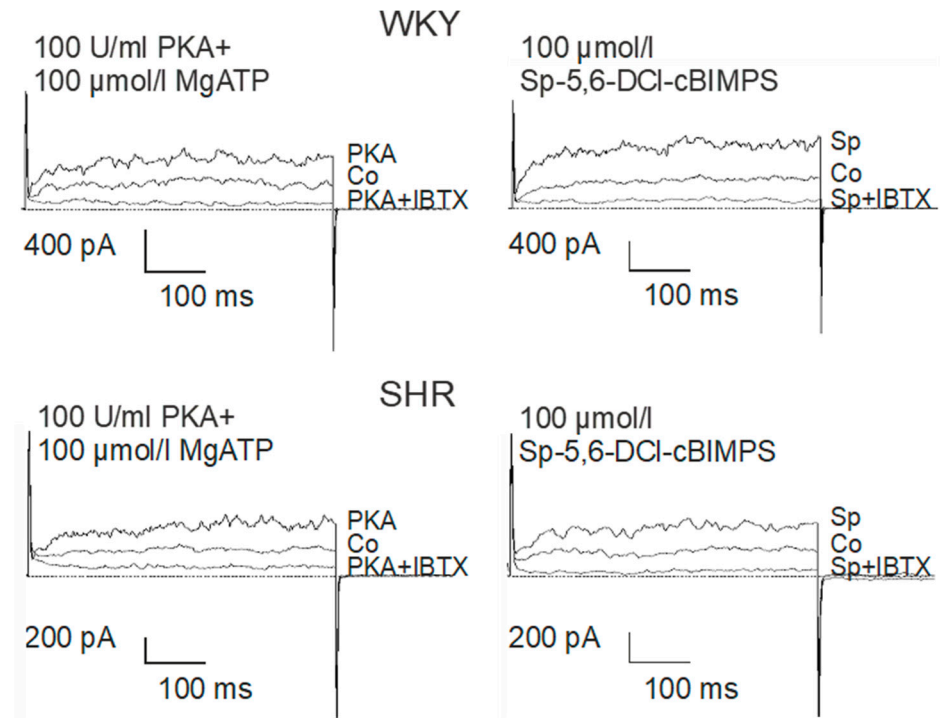 WKY
100 U/ml PKA+
100 µmol/l MgATP
PKA
Co
PKA+IBTX
400 pA
100 ms
100 µmol/l
Sp-5,6-DCl-cBIMPS
Sp
Co
Sp+IBTX
400 pA
100 ms
SHR
100 U/ml PKA+
100 µmol/l MgATP
PKA
Co
PKA+IBTX
200 pA
100 ms
100 µmol/l
Sp-5,6-DCl-cBIMPS
Sp
Co
Sp+IBTX
200 pA
100 ms